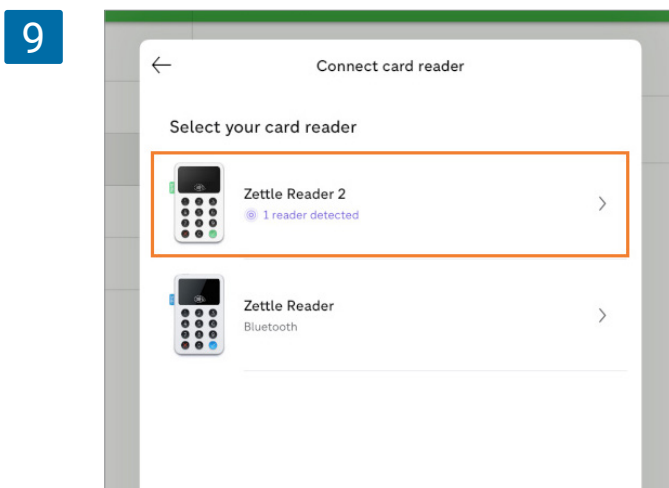 9
Connect card reader
Select your card reader
Zettle Reader 2
1 reader detected
Zettle Reader
Bluetooth